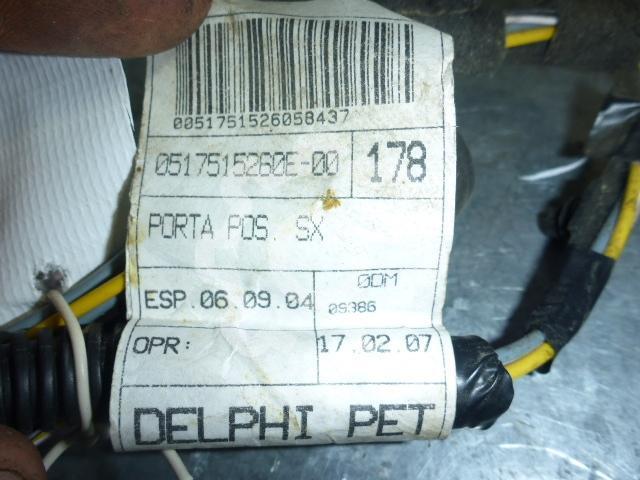 0051751526058437
0517515260E-00 178
PORTA POS. SX
ESP.06.09.04 ODM
09386
OPR: 17.02.07
DELPHI PET